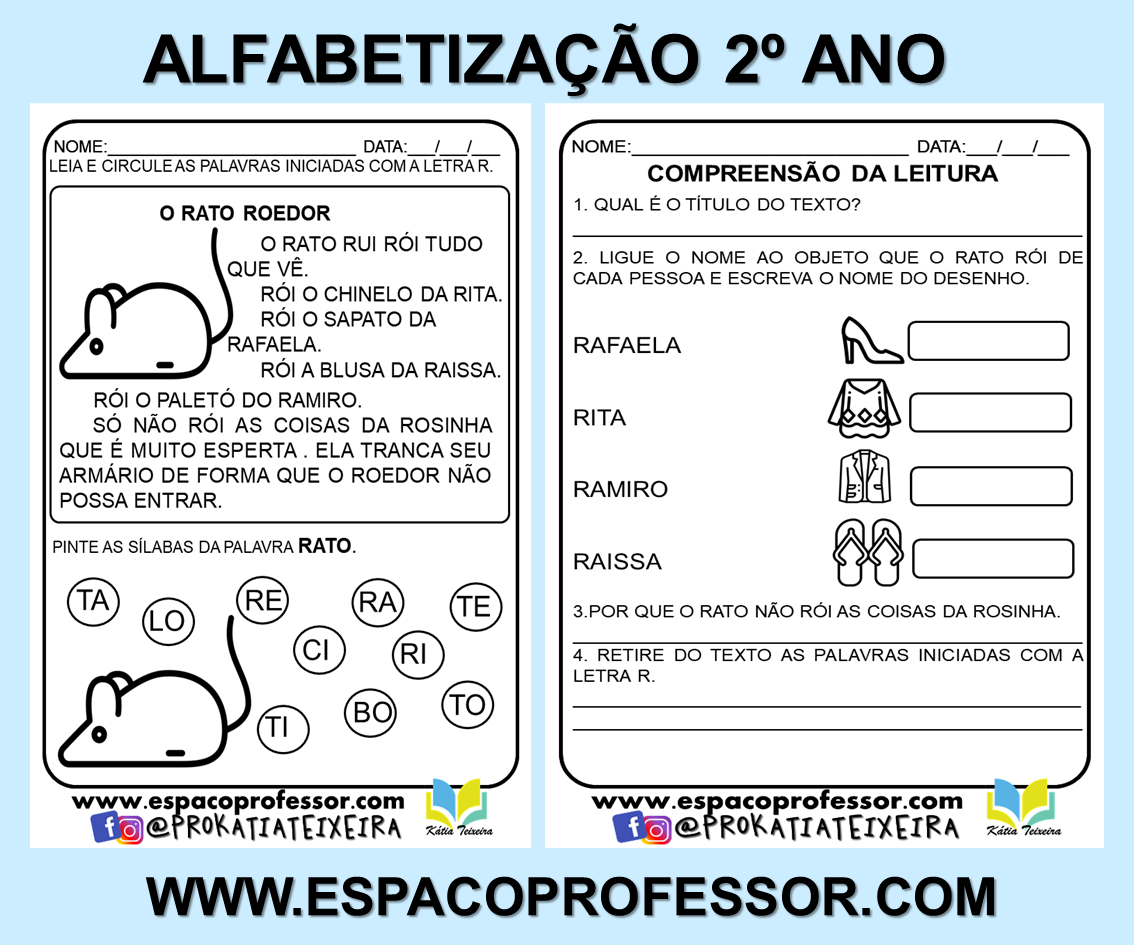 ALFABETIZAÇÃO 2º ANO
NOME:__________________________ DATA:___/___/___
LEIA E CIRCULE AS PALAVRAS INICIADAS COM A LETRA R.
O RATO ROEDOR
O RATO RUI RÓI TUDO
QUE VÊ.
RÓI O CHINELO DA RITA.
RÓI O SAPATO DA
RAFAELA.
RÓI A BLUSA DA RAISSA.
RÓI O PALETÓ DO RAMIRO.
SÓ NÃO RÓI AS COISAS DA ROSINHA
QUE É MUITO ESPERTA . ELA TRANCA SEU
ARMÁRIO DE FORMA QUE O ROEDOR NÃO
POSSA ENTRAR.
PINTE AS SÍLABAS DA PALAVRA RATO.
TA
LO
RE
RA
TE
CI
RI
TI
BO
TO
www.espacoprofessor.com
@PROKATIATEIXEIRA
Kátia Teixeira
NOME:_____________________________ DATA:___/___/___
COMPREENSÃO DA LEITURA
1. QUAL É O TÍTULO DO TEXTO?
2. LIGUE O NOME AO OBJETO QUE O RATO RÓI DE
CADA PESSOA E ESCREVA O NOME DO DESENHO.
RAFAELA
RITA
RAMIRO
RAISSA
3.POR QUE O RATO NÃO RÓI AS COISAS DA ROSINHA.
4. RETIRE DO TEXTO AS PALAVRAS INICIADAS COM A
LETRA R.
www.espacoprofessor.com
@PROKATIATEIXEIRA
Kátia Teixeira
WWW.ESPACOPROFESSOR.COM